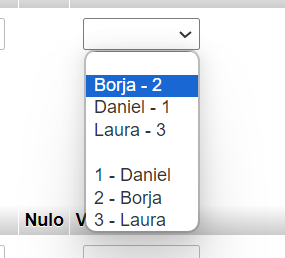 Borja - 2
Daniel - 1
Laura - 3
1 - Daniel
2 - Borja
3 - Laura
Nulo